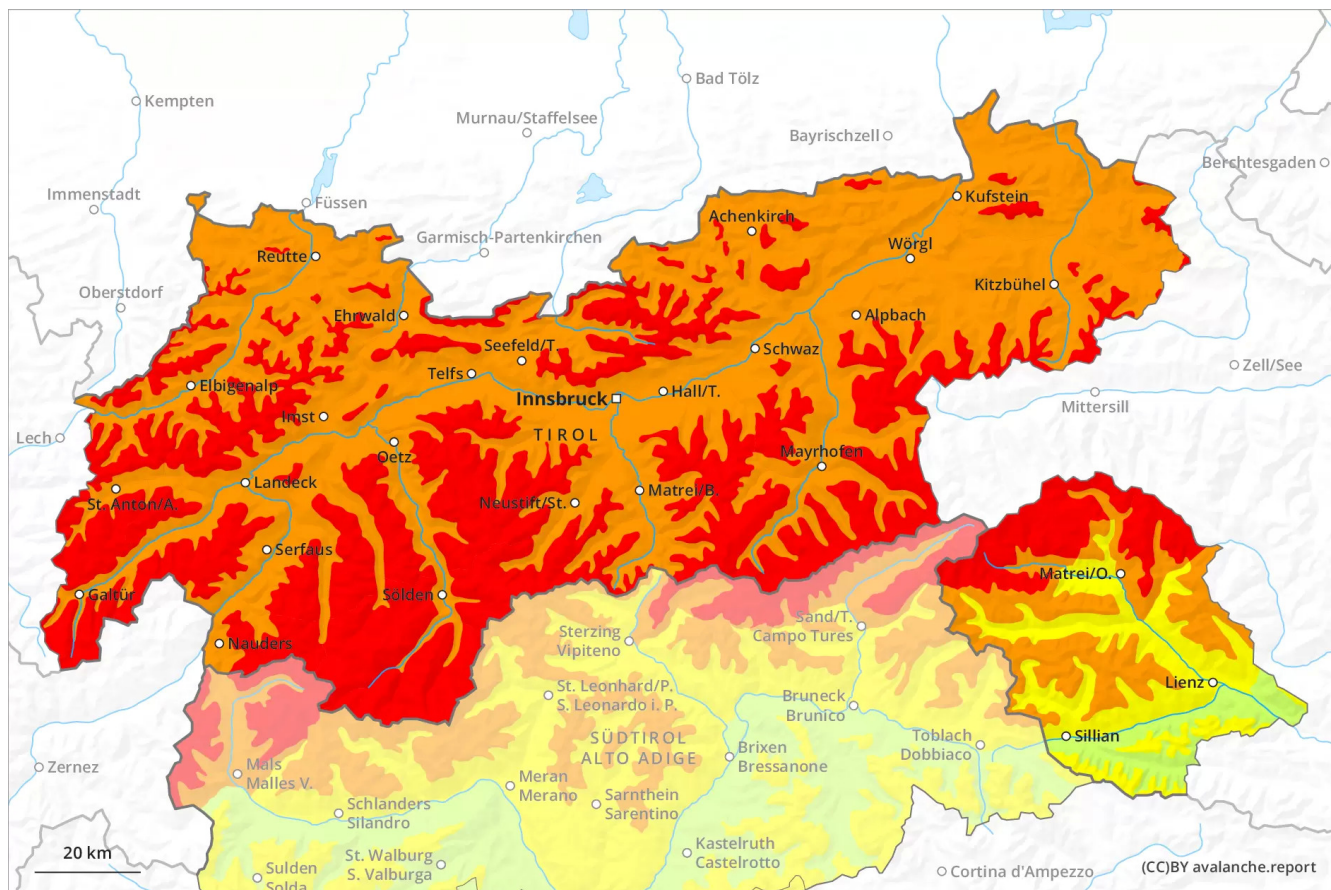 Bad Tölz
Kempten
Murnau/Staffelsee
Bayrischzell
Berchtesgaden
Immenstadt
Füssen
Kufstein
Achenkirch
Garmisch-Partenkirchen
Wörgl
Reutte
Kitzbühel
Oberstdorf
Ehrwald
Alpbach
Seefeld/T.
Schwaz
Zell/See
Telfs
Elbigenalp
Hall/T.
Innsbruck
Mittersill
Imst
TIROL
Lech
Oetz
Mayrhofen
Landeck
St. Anton/A.
Matrei/B.
Neustift/St.
Serfaus
Matrei/O.
Galtür
Sölden
Sand/T.
Campo Tures
Sterzing
Vipiteno
Nauders
Lienz
St. Leonhard/P.
S. Leonardo i. P.
Bruneck
Brunico
SÜDTIROL
ALTO ADIGE
Sillian
Toblach
Dobbiaco
Brixen
Bressanone
Zernez
Mals
Malles V.
Meran
Merano
Sarnthein
Sarentino
Schlanders
Silandro
Kastelruth
Castelrotto
20 km
St. Walburg
S. Valburga
Cortina d'Ampezzo
(CC)BY avalanche.report
Sulden
Solda